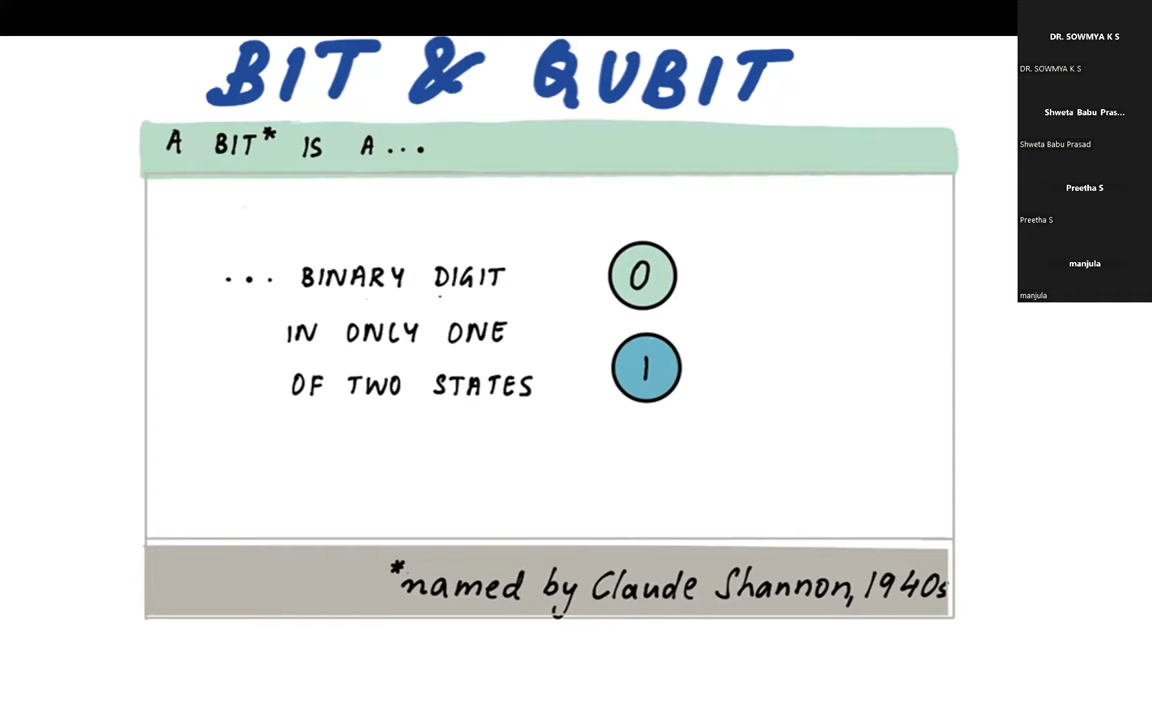 BIT & QUBIT
A BIT* IS A...
... BINARY DIGIT
IN ONLY ONE
OF TWO STATES
0
1
*named by Claude Shannon, 1940s
DR. SOWMYA K S
DR. SOWMYA K S
Shweta Babu Pras...
Shweta Babu Prasad
Preetha S
Preetha S
manjula
manjula